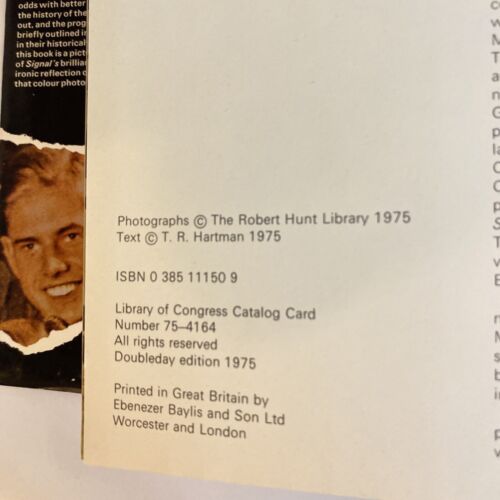 odds with better
the history of the
out, and the prog
briefly outlined in
in their historical
this book is a pict
of Signal's brillia
ironic reflection o
that colour photo
Photographs © The Robert Hunt Library 1975
Text © T. R. Hartman 1975
ISBN 0 385 11150 9
Library of Congress Catalog Card
Number 75–4164
All rights reserved
Doubleday edition 1975
Printed in Great Britain by
Ebenezer Baylis and Son Ltd
Worcester and London